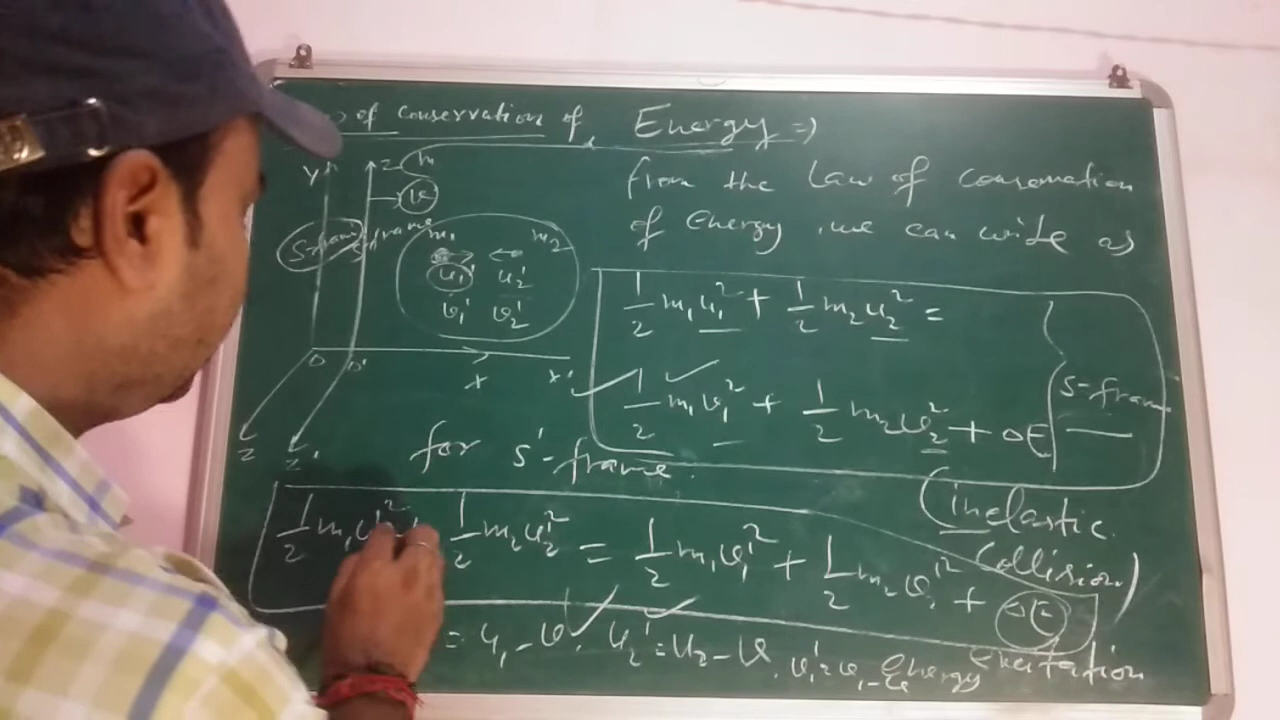 of conservation of Energy ⇒
from the Law of conservation
of Energy, we can write as
Y Z
S-frame S'-frame
m₁ m₂
u₁' u₂'
v₁' v₂'
O O' X X'
Z Z'
1/2 m₁u₁² + 1/2 m₂u₂² =
1/2 m₁v₁² + 1/2 m₂v₂² + ΔE
S-frame
for S'-frame.
(inelastic
collision)
1/2 m₁u₁'² + 1/2 m₂u₂'² = 1/2 m₁v₁'² + 1/2 m₂v₂'² + ΔE
= u₁ - v. u₂' = u₂ - v. Energy Excitation